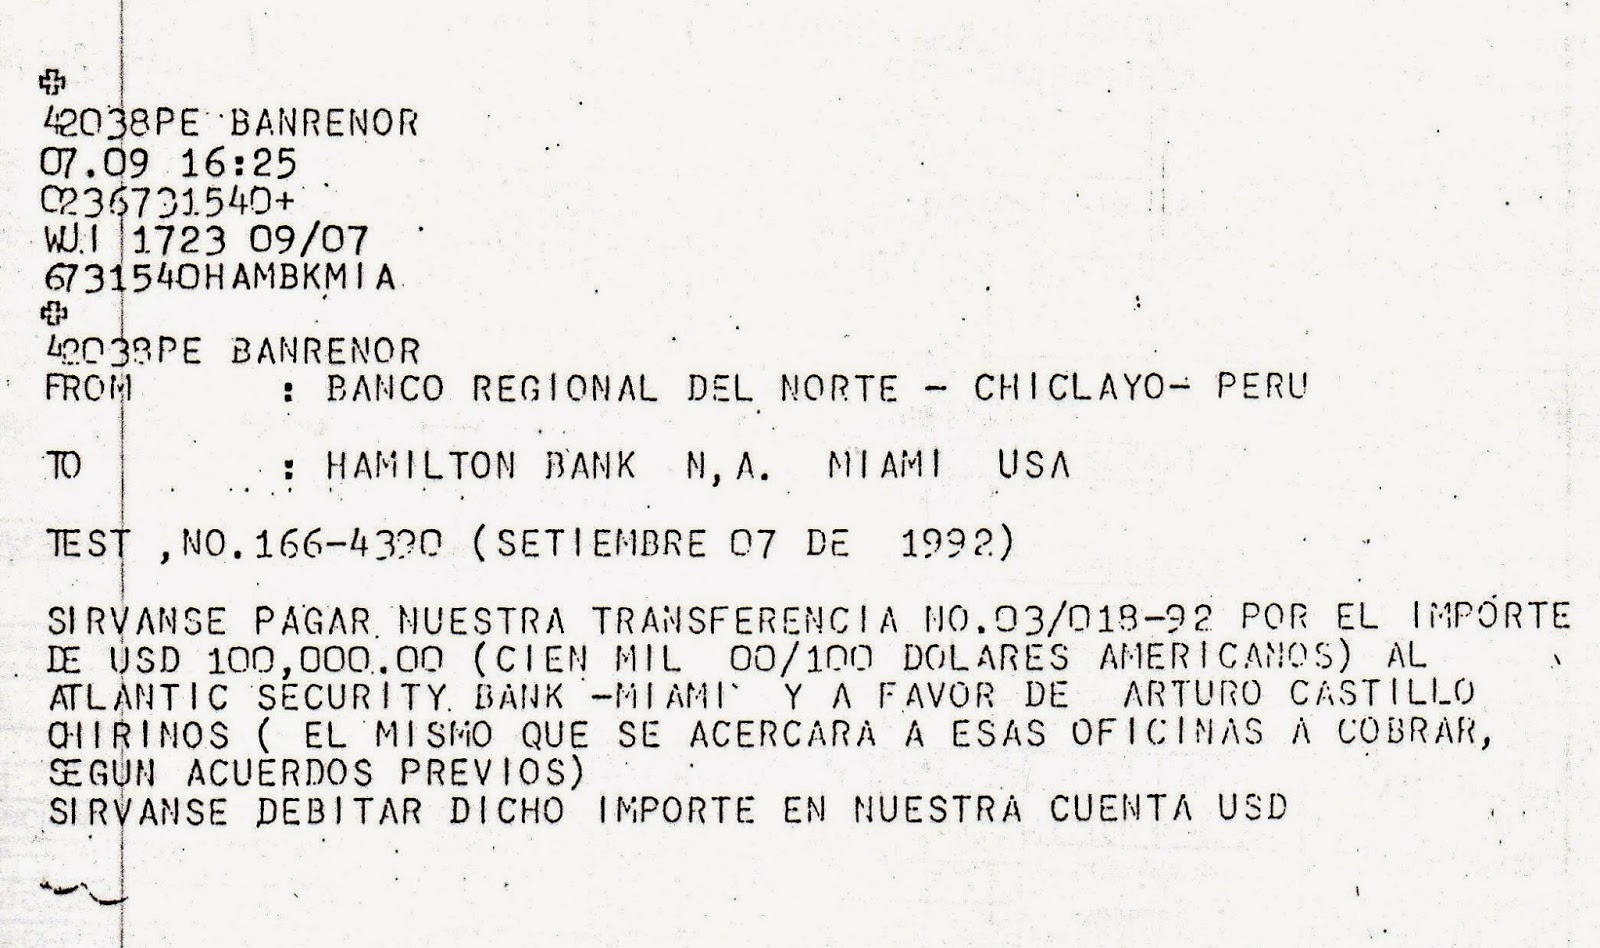 42038PE BANRENOR
07.09 16:25
0236731540+
WUI 1723 09/07
6731540HAMBKMIA
42038PE BANRENOR
FROM : BANCO REGIONAL DEL NORTE - CHICLAYO- PERU
TO : HAMILTON BANK N,A. MIAMI USA
TEST ,NO. (SETIEMBRE 07 DE 1992)
SIRVANSE PAGAR NUESTRA TRANSFERENCIA NO.03/018-92 POR EL IMPORTE
DE USD 100,000.00 (CIEN MIL 00/100 DOLARES AMERICANOS) AL
ATLANTIC SECURITY BANK -MIAMI Y A FAVOR DE ARTURO CASTILLO
CHIRINOS ( EL MISMO QUE SE ACERCARA A ESAS OFICINAS A COBRAR,
SEGUN ACUERDOS PREVIOS)
SIRVANSE DEBITAR DICHO IMPORTE EN NUESTRA CUENTA USD